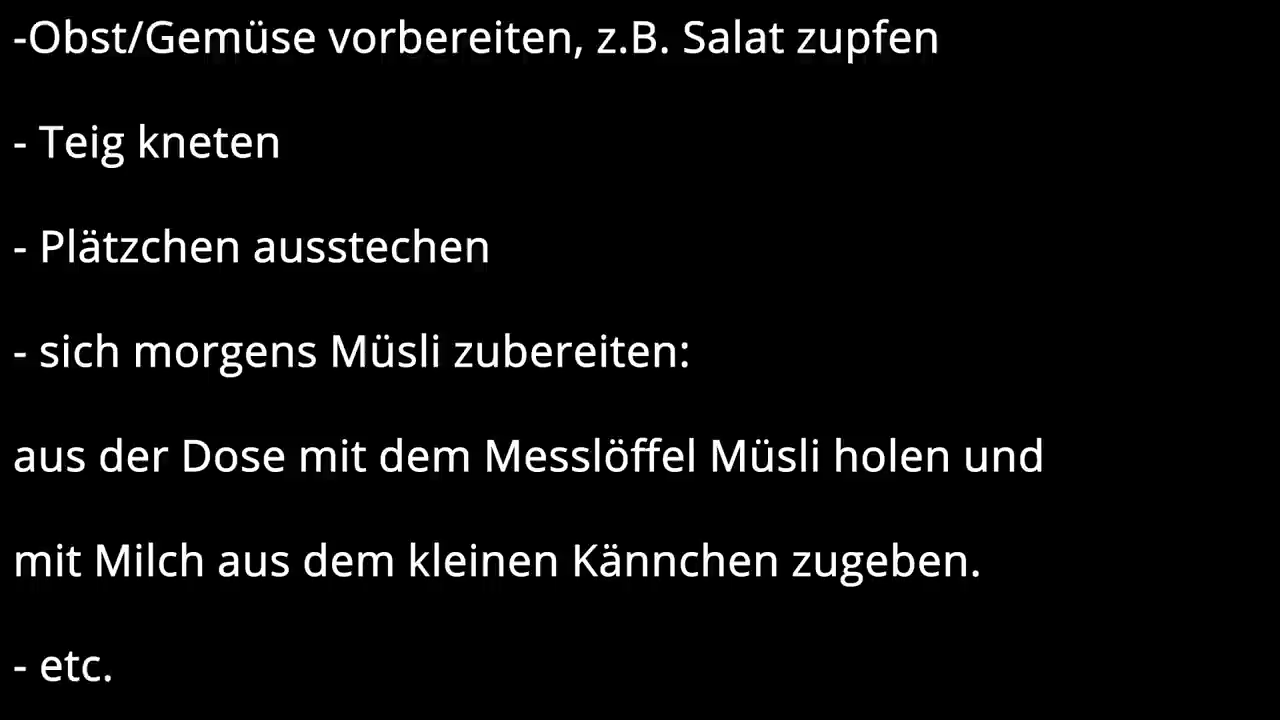 -Obst/Gemüse vorbereiten, z.B. Salat zupfen
- Teig kneten
- Plätzchen ausstechen
- sich morgens Müsli zubereiten:
aus der Dose mit dem Messlöffel Müsli holen und
mit Milch aus dem kleinen Kännchen zugeben.
- etc.